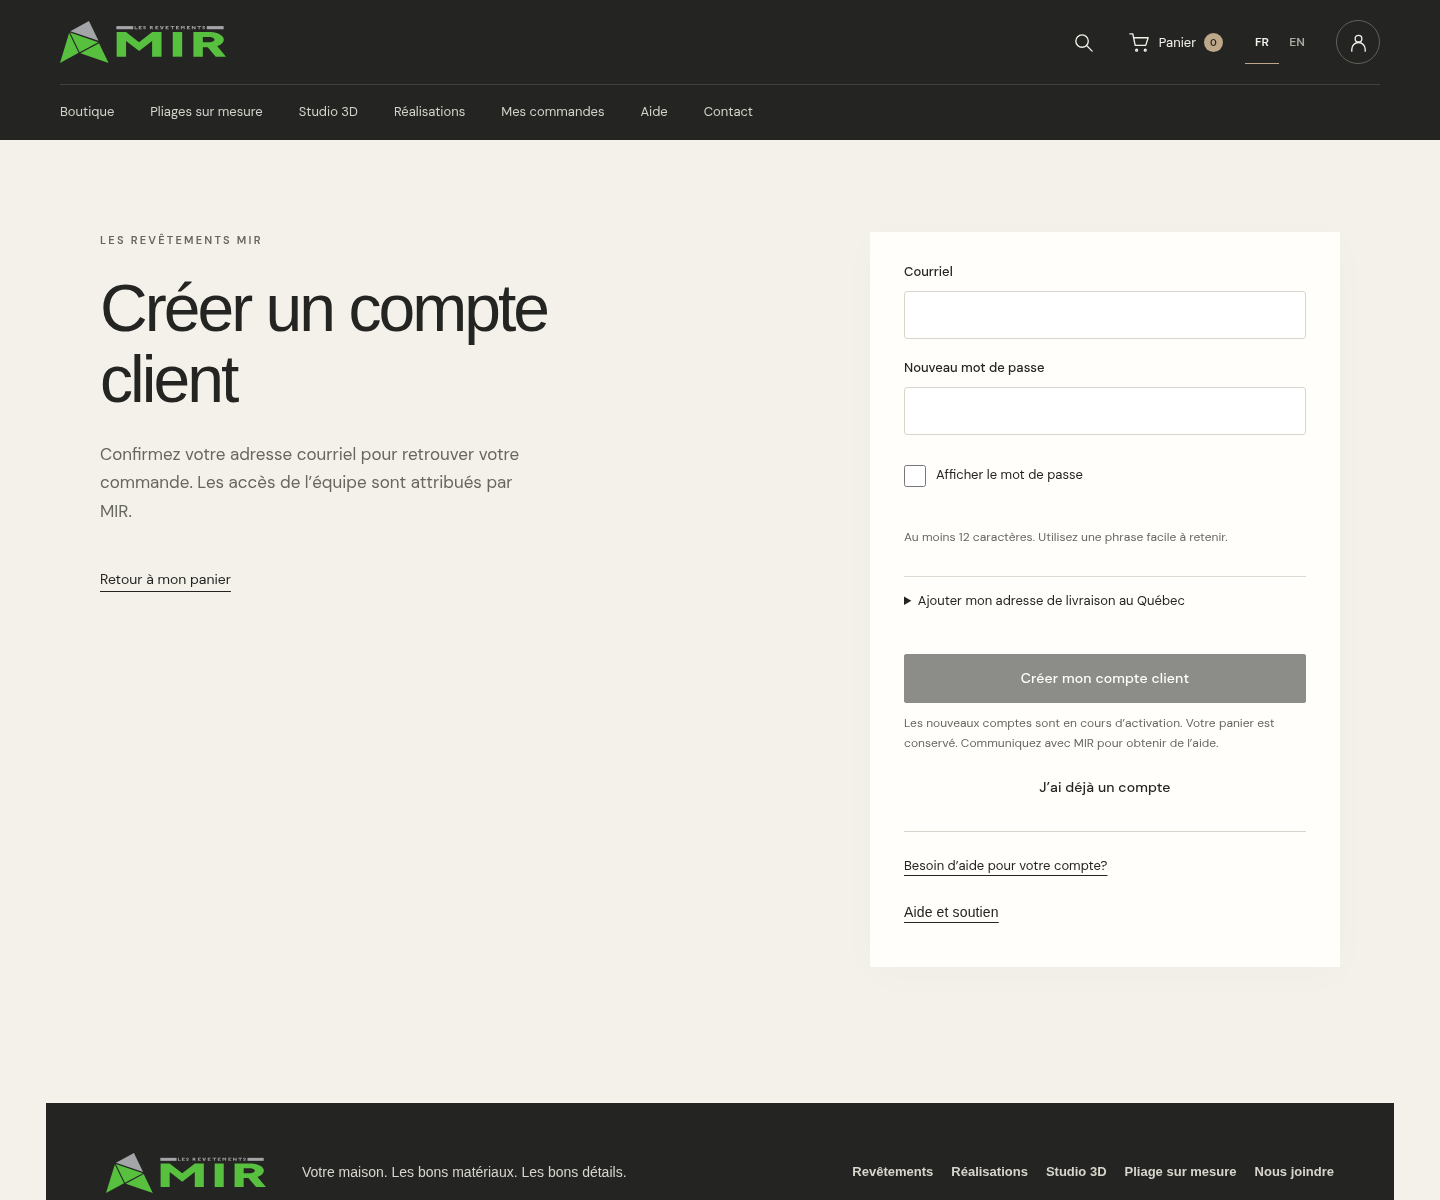 LES REVETEMENTS
MIR
Panier 0
FR EN
Boutique Pliages sur mesure Studio 3D Réalisations Mes commandes Aide Contact
LES REVÊTEMENTS MIR
Créer un compte
client
Confirmez votre adresse courriel pour retrouver votre
commande. Les accès de l’équipe sont attribués par
MIR.
Retour à mon panier
Courriel
Nouveau mot de passe
Afficher le mot de passe
Au moins 12 caractères. Utilisez une phrase facile à retenir.
Ajouter mon adresse de livraison au Québec
Créer mon compte client
Les nouveaux comptes sont en cours d’activation. Votre panier est
conservé. Communiquez avec MIR pour obtenir de l’aide.
J’ai déjà un compte
Besoin d’aide pour votre compte?
Aide et soutien
LES REVETEMENTS
MIR
Votre maison. Les bons matériaux. Les bons détails.
Revêtements Réalisations Studio 3D Pliage sur mesure Nous joindre